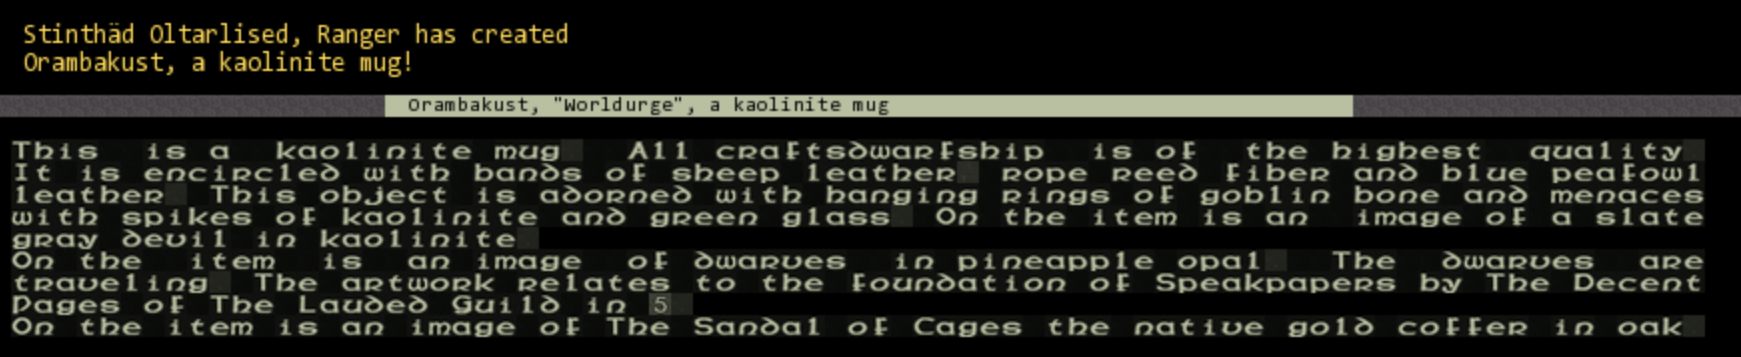 Stinthäd Oltarlised, Ranger has created
Orambakust, a kaolinite mug!
Orambakust, "Worldurge", a kaolinite mug
This is a kaolinite mug All craftsdwarfship is of the highest quality
It is encircled with bands of sheep leather rope reed fiber and blue peafowl
leather This object is adorned with hanging rings of goblin bone and menaces
with spikes of kaolinite and green glass On the item is an image of a slate
gray devil in kaolinite
On the item is an image of dwarves in pineapple opal The dwarves are
traveling The artwork relates to the foundation of Speakpapers by The Decent
Pages of The Lauded Guild in 5
On the item is an image of The Sandal of Cages the native gold coffer in oak